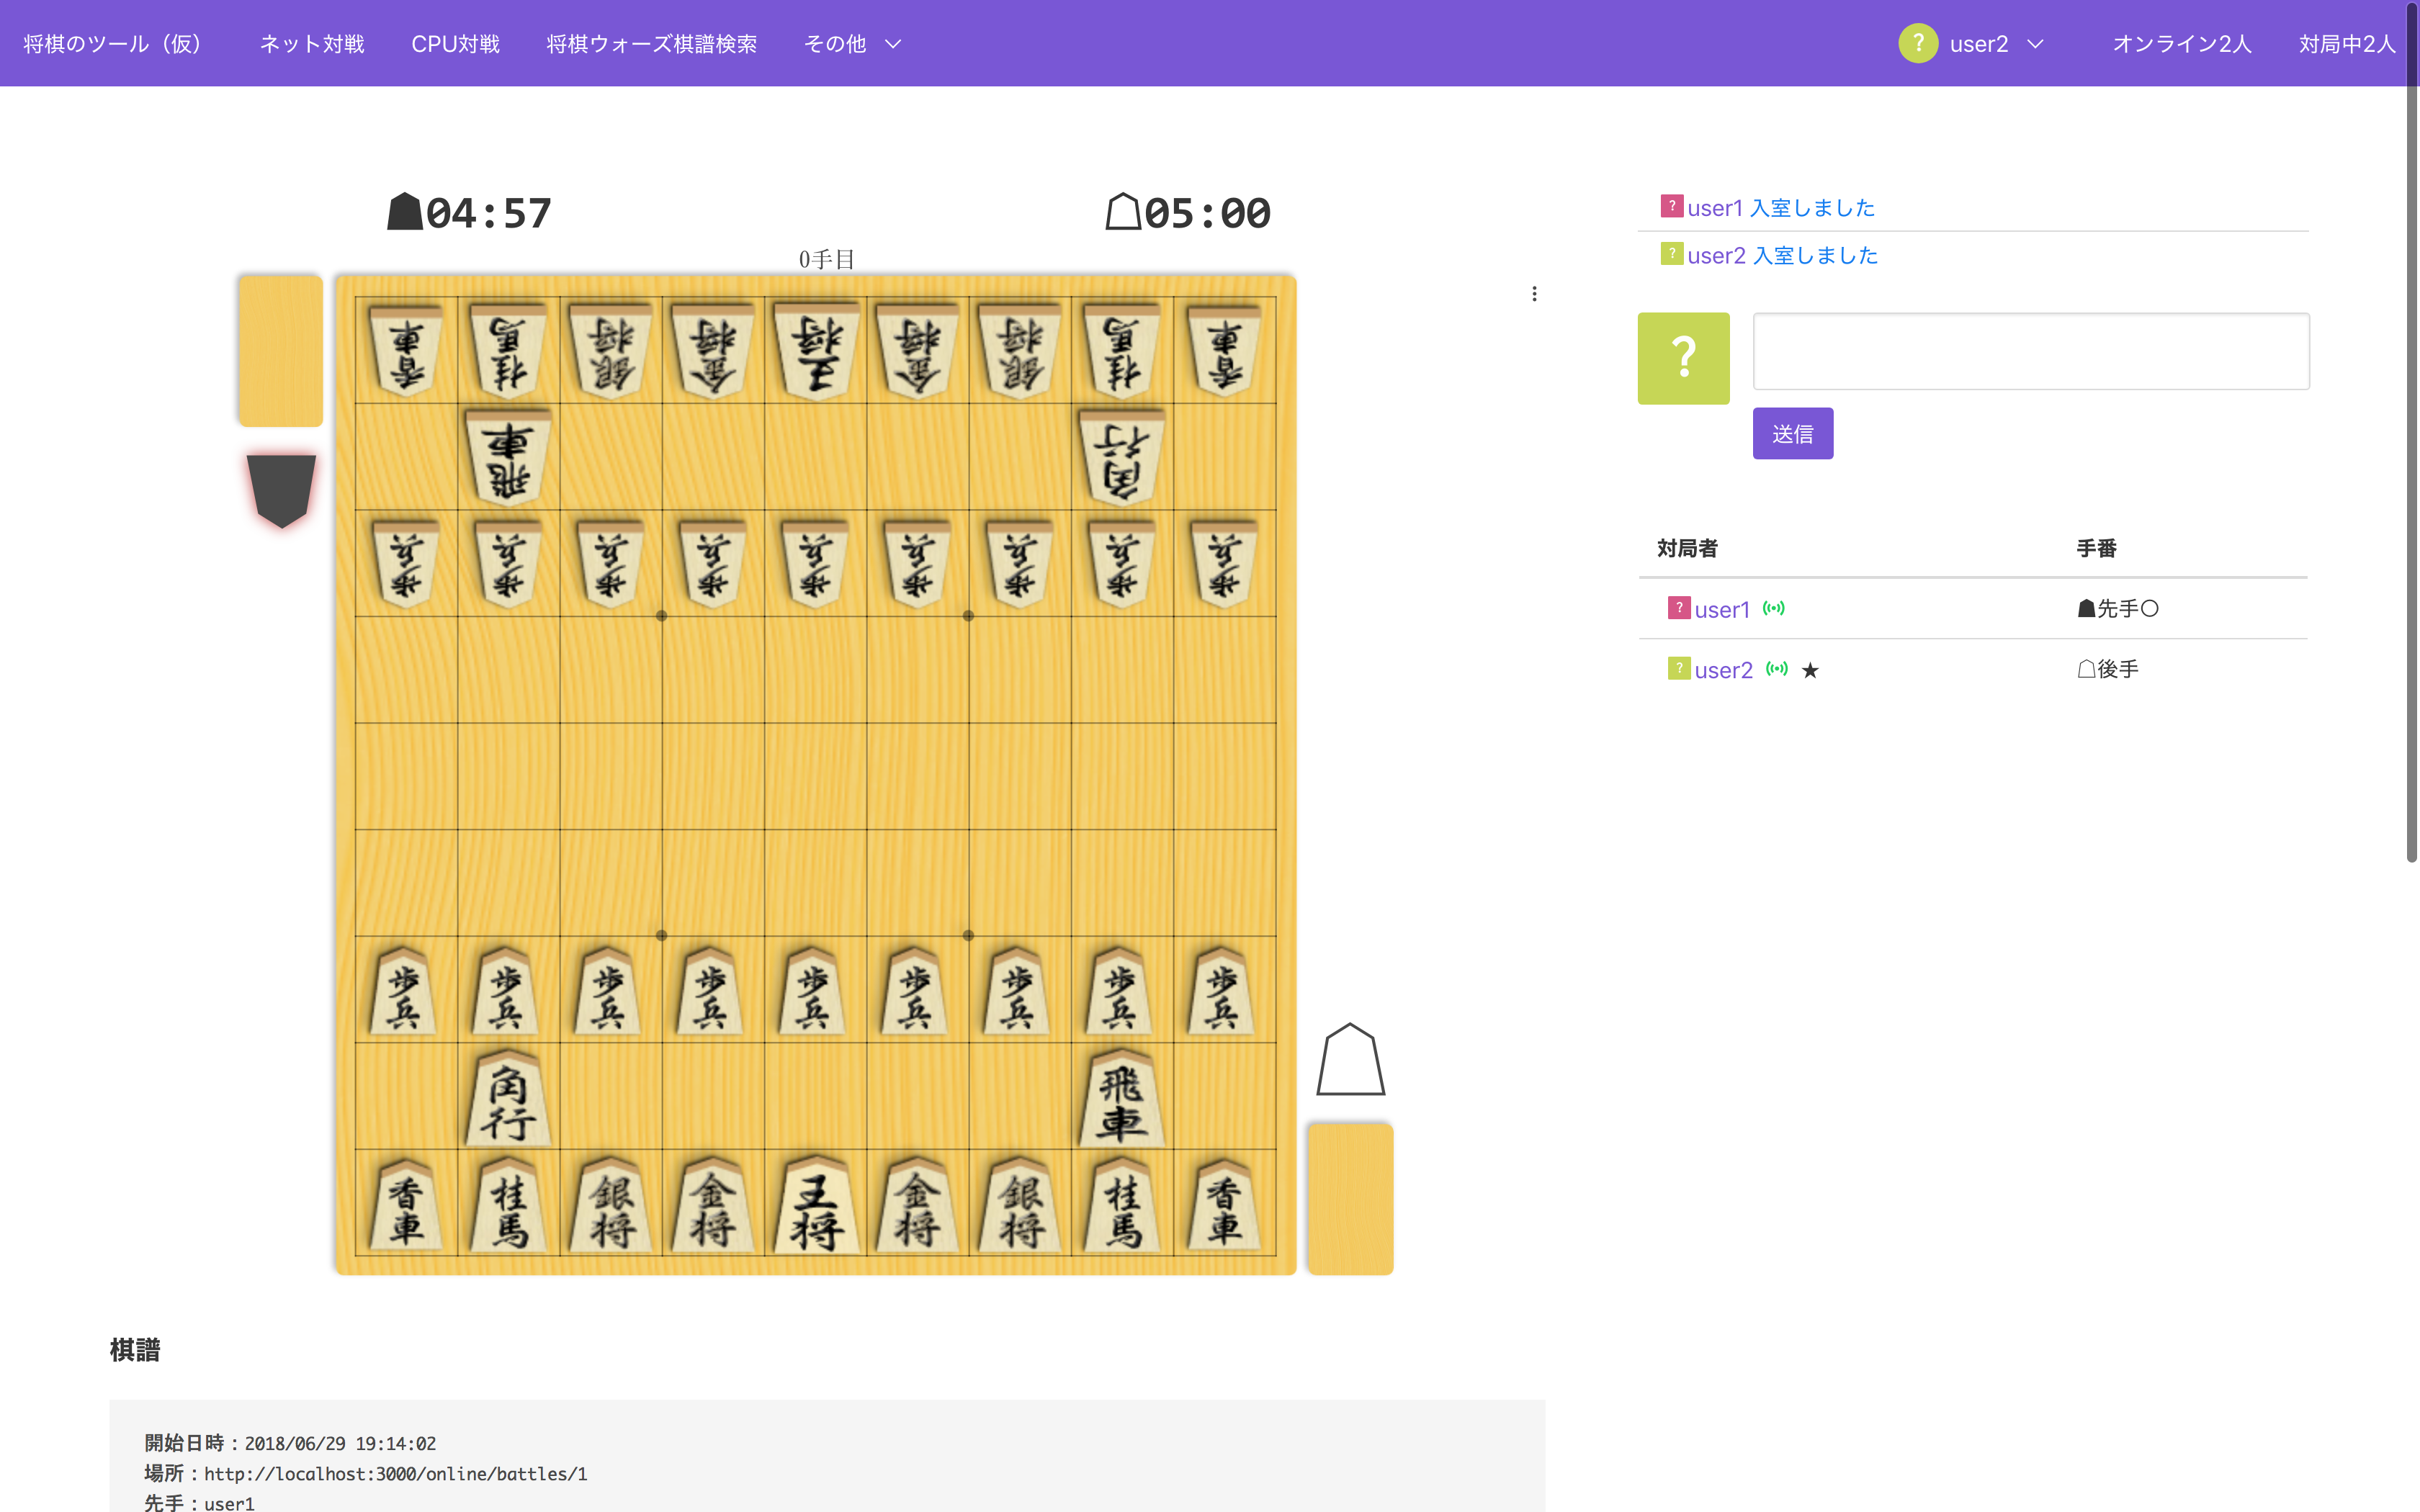 将棋のツール（仮） ネット対戦 CPU対戦 将棋ウォーズ棋譜検索 その他 ? user2 オンライン2人 対局中2人
☗04:57 ☖05:00
0手目
香車 桂馬 銀将 金将 王将 金将 銀将 桂馬 香車
飛車 角行
歩兵 歩兵 歩兵 歩兵 歩兵 歩兵 歩兵 歩兵 歩兵
歩兵 歩兵 歩兵 歩兵 歩兵 歩兵 歩兵 歩兵 歩兵
角行 飛車
香車 桂馬 銀将 金将 王将 金将 銀将 桂馬 香車
? user1 入室しました
? user2 入室しました
?
送信
対局者 手番
? user1 ☗先手○
? user2 ★ ☖後手
棋譜
開始日時：2018/06/29 19:14:02
場所：http://localhost:3000/online/battles/1
先手：user1